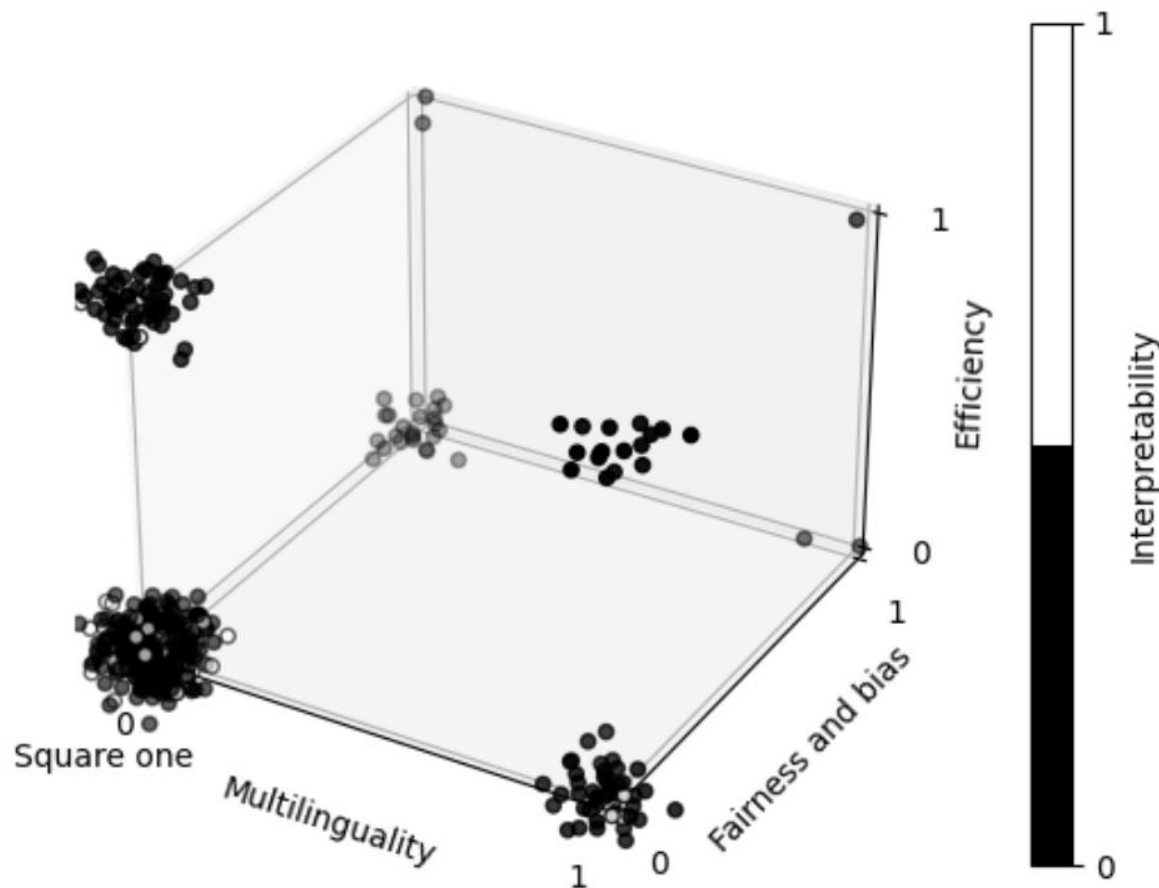 1
1
Efficiency
Interpretability
0
1
Fairness and bias
0
Square one
Multilinguality
0
1
0